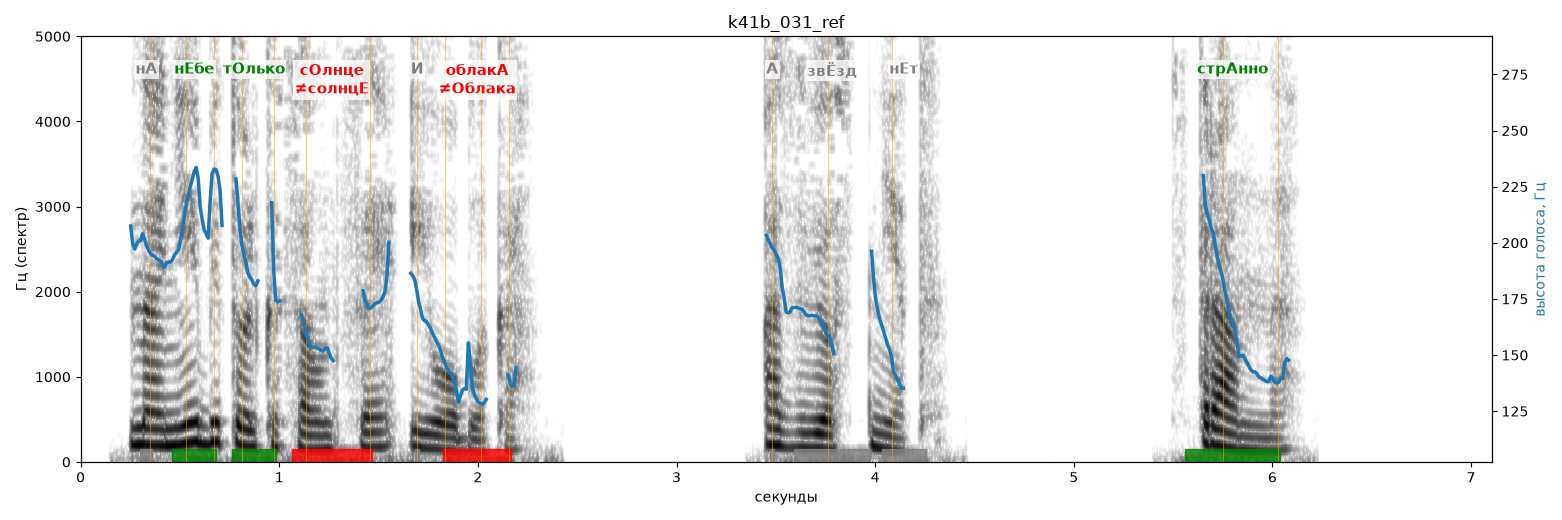 k41b_031_ref
5000
4000
3000
2000
1000
0
Гц (спектр)
нА нЕбе тОлько сОлнце И облакА А звЁзд нЕт стрАнно
≠солнцЕ ≠Облака
275
250
225
200
175
150
125
высота голоса, Гц
0 1 2 3 4 5 6 7
секунды